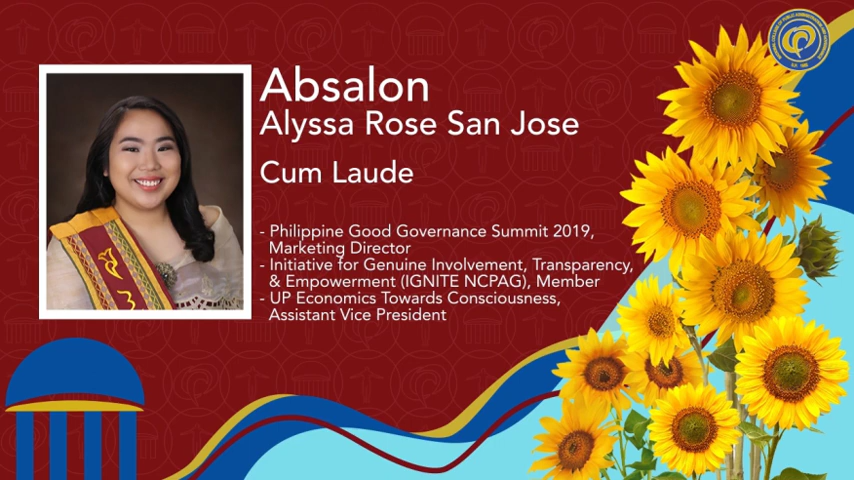 Absalon
Alyssa Rose San Jose
Cum Laude
- Philippine Good Governance Summit 2019,
Marketing Director
- Initiative for Genuine Involvement, Transparency,
& Empowerment (IGNITE NCPAG), Member
- UP Economics Towards Consciousness,
Assistant Vice President